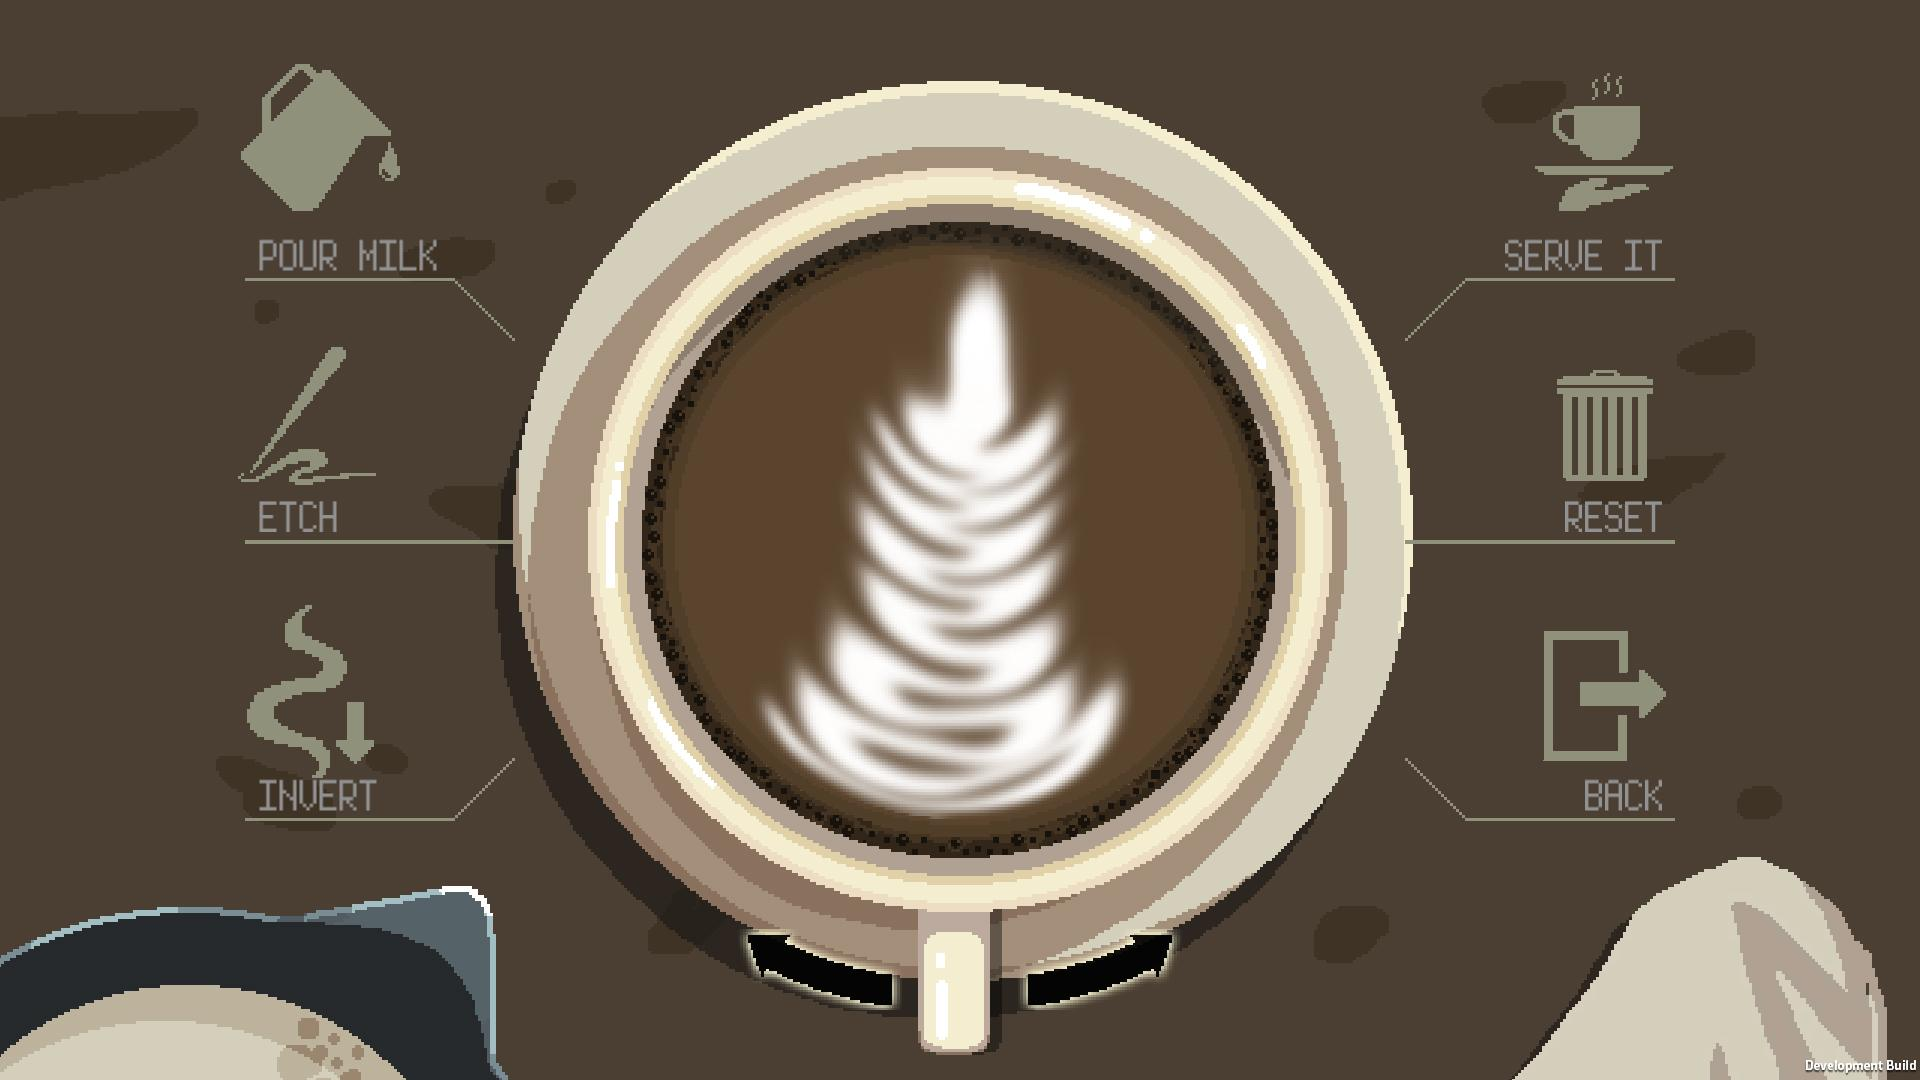 POUR MILK
SERVE IT
ETCH
RESET
INVERT
BACK
Development Build